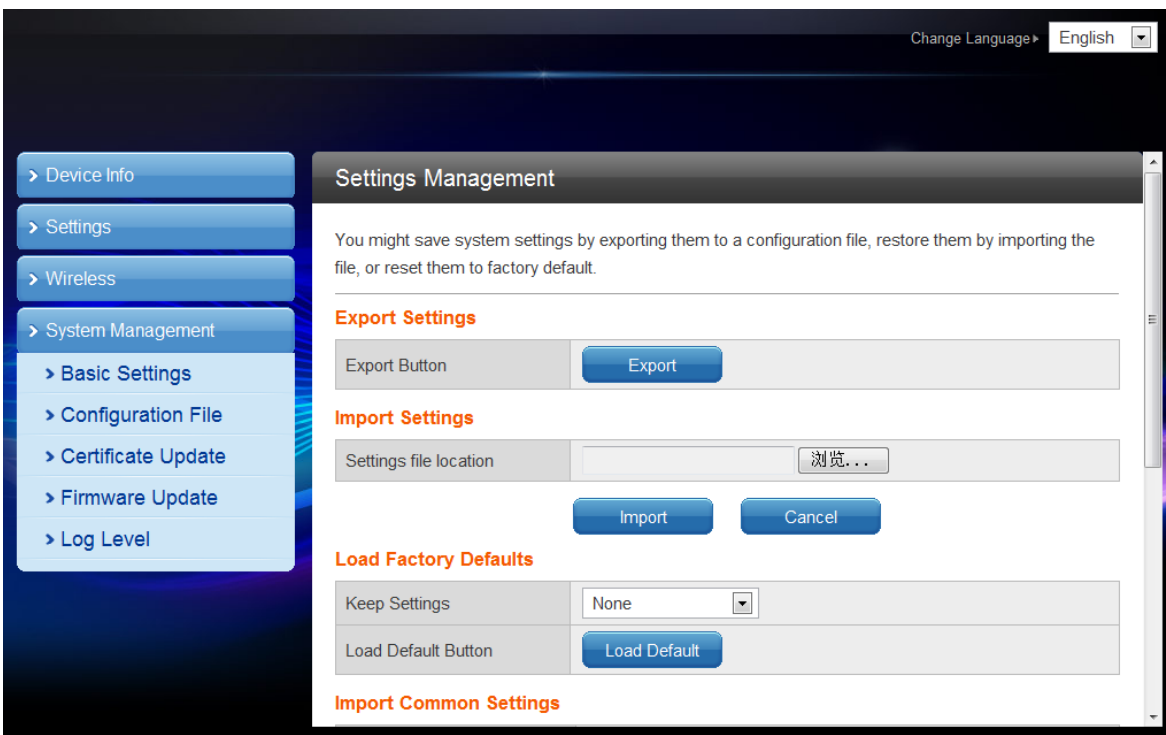 Change Language
English
Device Info
Settings
Wireless
System Management
Basic Settings
Configuration File
Certificate Update
Firmware Update
Log Level
Settings Management
You might save system settings by exporting them to a configuration file, restore them by importing the
file, or reset them to factory default.
Export Settings
Export Button
Export
Import Settings
Settings file location
浏览...
Import
Cancel
Load Factory Defaults
Keep Settings
None
Load Default Button
Load Default
Import Common Settings